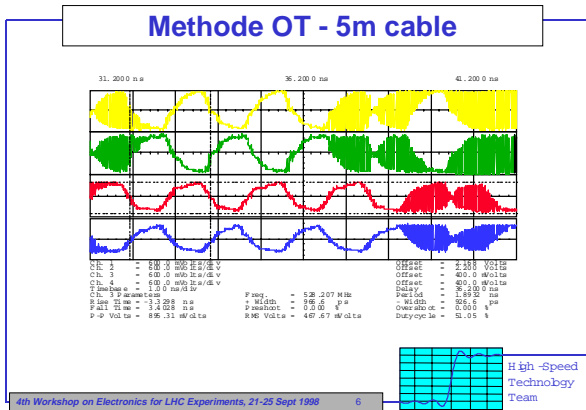 Methode OT - 5m cable
31.2000 ns 36.2000 ns 41.2000 ns
Ch. 1 = 600.0 mVolts/div Offset = 2.168 Volts
Ch. 2 = 600.0 mVolts/div Offset = 2.200 Volts
Ch. 3 = 600.0 mVolts/div Offset = 400.0 mVolts
Ch. 4 = 600.0 mVolts/div Offset = 400.0 mVolts
Timebase = 1.00 ns/div Delay = 36.2000 ns
Ch. 3 Parameters Freq. = 528.207 MHz Period = 1.8932 ns
Rise Time = -3.3298 ns + Width = 966.6 ps - Width = 926.6 ps
Fall Time = 3.4028 ns Preshoot = 0.000 % Overshoot = 0.000 %
P-P Volts = 895.31 mVolts RMS Volts = 467.67 mVolts Dutycycle = 51.05 %
High-Speed
Technology
Team
4th Workshop on Electronics for LHC Experiments, 21-25 Sept 1998 6